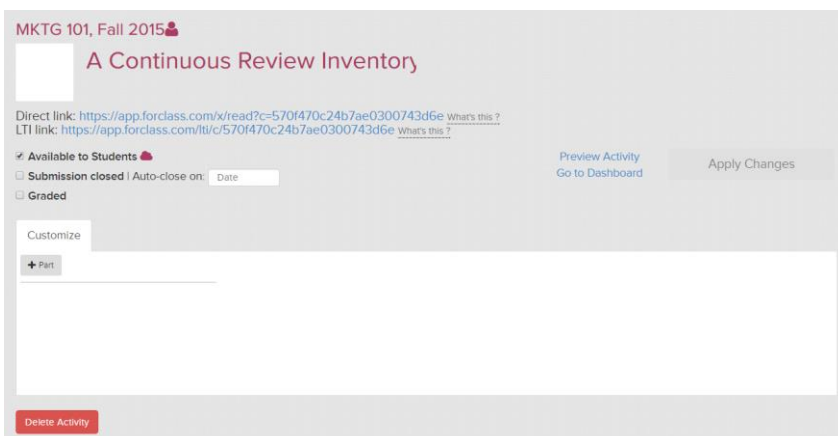 MKTG 101, Fall 2015
A Continuous Review Inventory
Direct link: https://app.forclass.com/x/read?c=570f470c24b7ae0300743d6e What's this ?
LTI link: https://app.forclass.com/lti/c/570f470c24b7ae0300743d6e What's this ?
Available to Students
Submission closed | Auto-close on: Date
Graded
Preview Activity
Go to Dashboard
Apply Changes
Customize
+ Part
Delete Activity